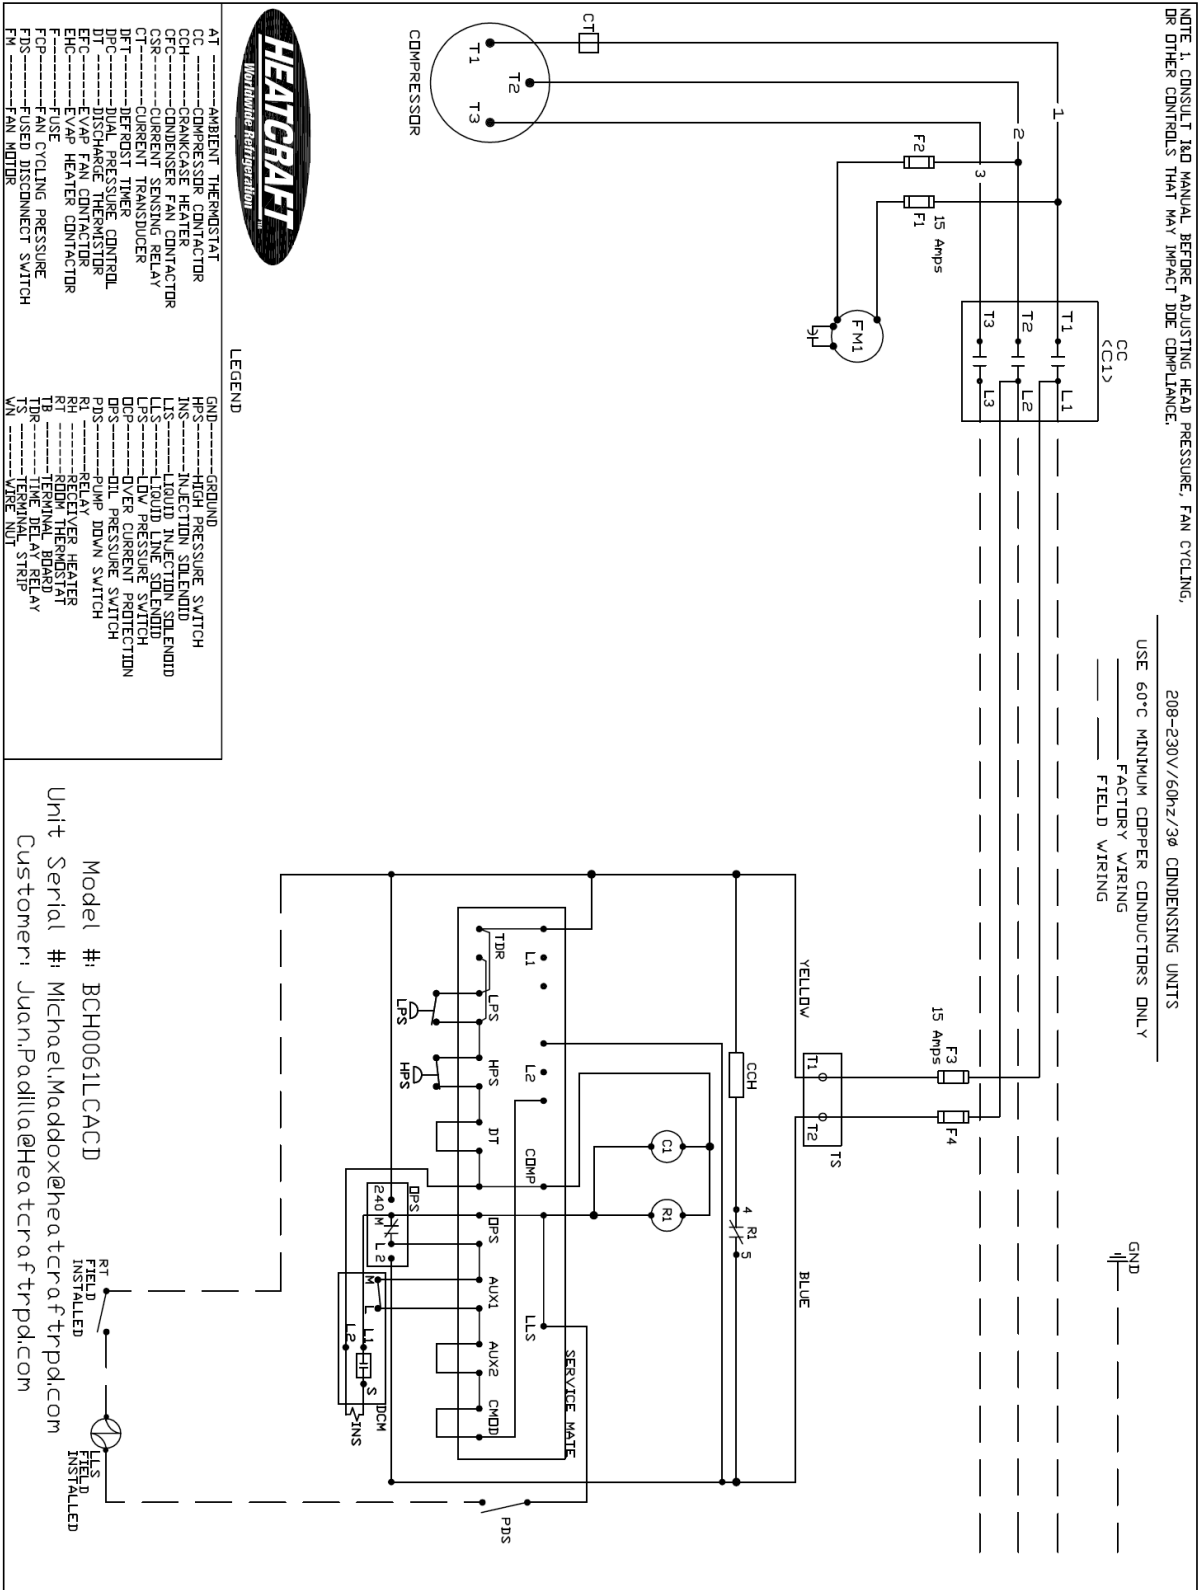 NOTE 1. CONSULT I&O MANUAL BEFORE ADJUSTING HEAD PRESSURE, FAN CYCLING,
OR OTHER CONTROLS THAT MAY IMPACT DOE COMPLIANCE.
208-230V/60hz/3Ø CONDENSING UNITS
USE 60°C MINIMUM COPPER CONDUCTORS ONLY
FACTORY WIRING
FIELD WIRING
GND
CC
<C1>
T1
T2
T3
L1
L2
L3
1
2
3
CT
T1
T2
T3
COMPRESSOR
F2
F1
15 Amps
FM1
F3
15 Amps
F4
T1
T2
TS
YELLOW
BLUE
CCH
4
R1
5
C1
R1
SERVICE MATE
L1
L2
COMP
LLS
TDR
LPS
HPS
DT
OPS
AUX1
AUX2
CMOD
LPS
HPS
OPS
240
M
L
2
M
L
L1
L2
S
DCM
INS
PDS
RT
FIELD
INSTALLED
LLS
FIELD
INSTALLED
HEATCRAFT
Worldwide Refrigeration
LEGEND
AT -------AMBIENT THERMOSTAT
CC -------COMPRESSOR CONTACTOR
CCH-------CRANKCASE HEATER
CFC-------CONDENSER FAN CONTACTOR
CSR-------CURRENT SENSING RELAY
CT--------CURRENT TRANSDUCER
DFT-------DEFROST TIMER
DPC-------DUAL PRESSURE CONTROL
DT--------DISCHARGE THERMISTOR
EFC-------EVAP FAN CONTACTOR
EHC-------EVAP HEATER CONTACTOR
F---------FUSE
FCP-------FAN CYCLING PRESSURE
FDS-------FUSED DISCONNECT SWITCH
FM -------FAN MOTOR
GND-------GROUND
HPS-------HIGH PRESSURE SWITCH
INS-------INJECTION SOLENOID
LIS-------LIQUID INJECTION SOLENOID
LLS-------LIQUID LINE SOLENOID
LPS-------LOW PRESSURE SWITCH
OCP-------OVER CURRENT PROTECTION
OPS-------OIL PRESSURE SWITCH
PDS-------PUMP DOWN SWITCH
R1 -------RELAY
RH -------RECEIVER HEATER
RT -------ROOM THERMOSTAT
TB -------TERMINAL BOARD
TDR-------TIME DELAY RELAY
TS -------TERMINAL STRIP
WN -------WIRE NUT
Model #: BCH0061LCACD
Unit Serial #: Michael.Maddox@heatcraftrpd.com
Customer: Juan.Padilla@Heatcraftrpd.com